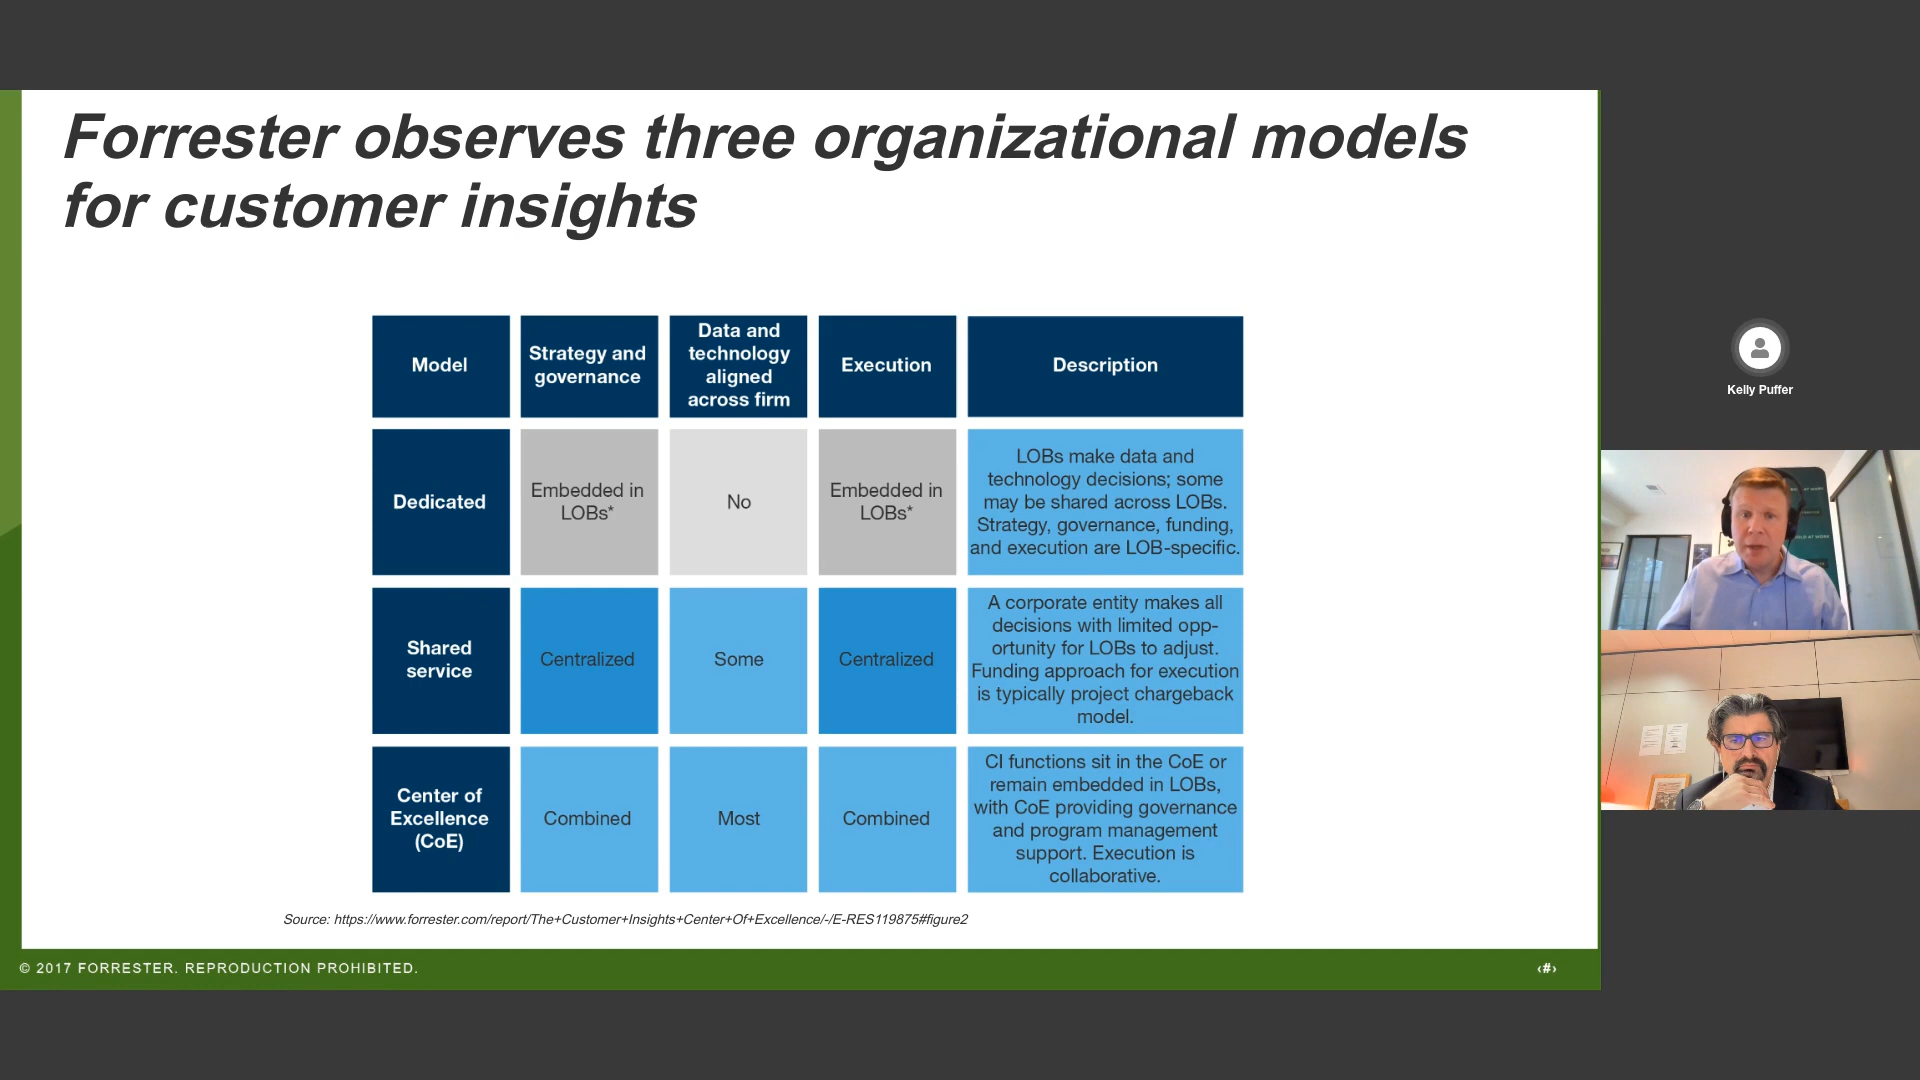 Forrester observes three organizational models
for customer insights
Model
Strategy and
governance
Data and
technology
aligned
across firm
Execution
Description
Dedicated
Embedded in
LOBs*
No
Embedded in
LOBs*
LOBs make data and
technology decisions; some
may be shared across LOBs.
Strategy, governance, funding,
and execution are LOB-specific.
Shared
service
Centralized
Some
Centralized
A corporate entity makes all
decisions with limited opp-
ortunity for LOBs to adjust.
Funding approach for execution
is typically project chargeback
model.
Center of
Excellence
(CoE)
Combined
Most
Combined
CI functions sit in the CoE or
remain embedded in LOBs,
with CoE providing governance
and program management
support. Execution is
collaborative.
Source: https://www.forrester.com/report/The+Customer+Insights+Center+Of+Excellence/-/E-RES119875#figure2
© 2017 FORRESTER. REPRODUCTION PROHIBITED.
‹#›
Kelly Puffer